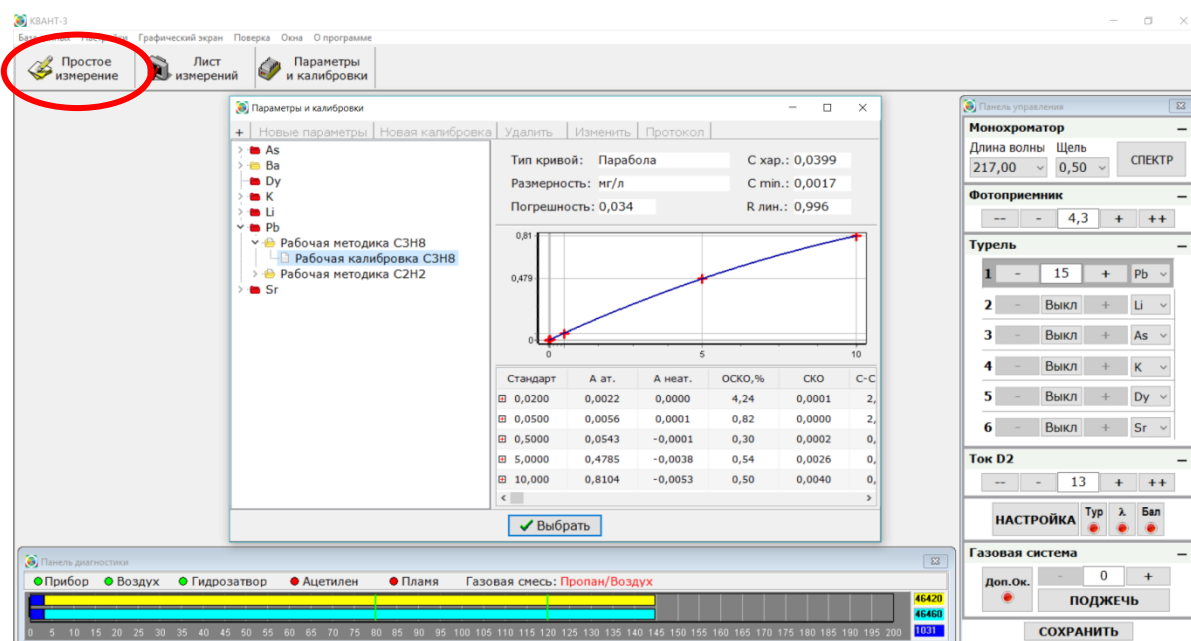 КВАНТ-3
База данных Настройки Графический экран Поверка Окна О программе
Простое измерение
Лист измерений
Параметры и калибровки
Параметры и калибровки
+ Новые параметры Новая калибровка Удалить Изменить Протокол
As
Ba
Dy
K
Li
Pb
Рабочая методика C3H8
Рабочая калибровка C3H8
Рабочая методика C2H2
Sr
Тип кривой: Парабола C хар.: 0,0399
Размерность: мг/л C min.: 0,0017
Погрешность: 0,034 R лин.: 0,996
0,81
0,479
0
0 5 10
Стандарт А ат. А неат. ОСКО,% СКО С-С
0,0200 0,0022 0,0000 4,24 0,0001 2,
0,0500 0,0056 0,0001 0,82 0,0000 2,
0,5000 0,0543 -0,0001 0,30 0,0002 0,
5,0000 0,4785 -0,0038 0,54 0,0026 0,
10,000 0,8104 -0,0053 0,50 0,0040 0,
Выбрать
Панель управления
Монохроматор
Длина волны Щель
217,00 0,50 СПЕКТР
Фотоприемник
-- - 4,3 + ++
Турель
1 - 15 + Pb
2 - Выкл + Li
3 - Выкл + As
4 - Выкл + K
5 - Выкл + Dy
6 - Выкл + Sr
Ток D2
-- - 13 + ++
НАСТРОЙКА Тур λ Бал
Газовая система
Доп.Ок. - 0 +
ПОДЖЕЧЬ
СОХРАНИТЬ
Панель диагностики
Прибор Воздух Гидрозатвор Ацетилен Пламя Газовая смесь: Пропан/Воздух
46420
46460
0 5 10 15 20 25 30 35 40 45 50 55 60 65 70 75 80 85 90 95 100 105 110 115 120 125 130 135 140 145 150 155 160 165 170 175 180 185 190 195 200 1031